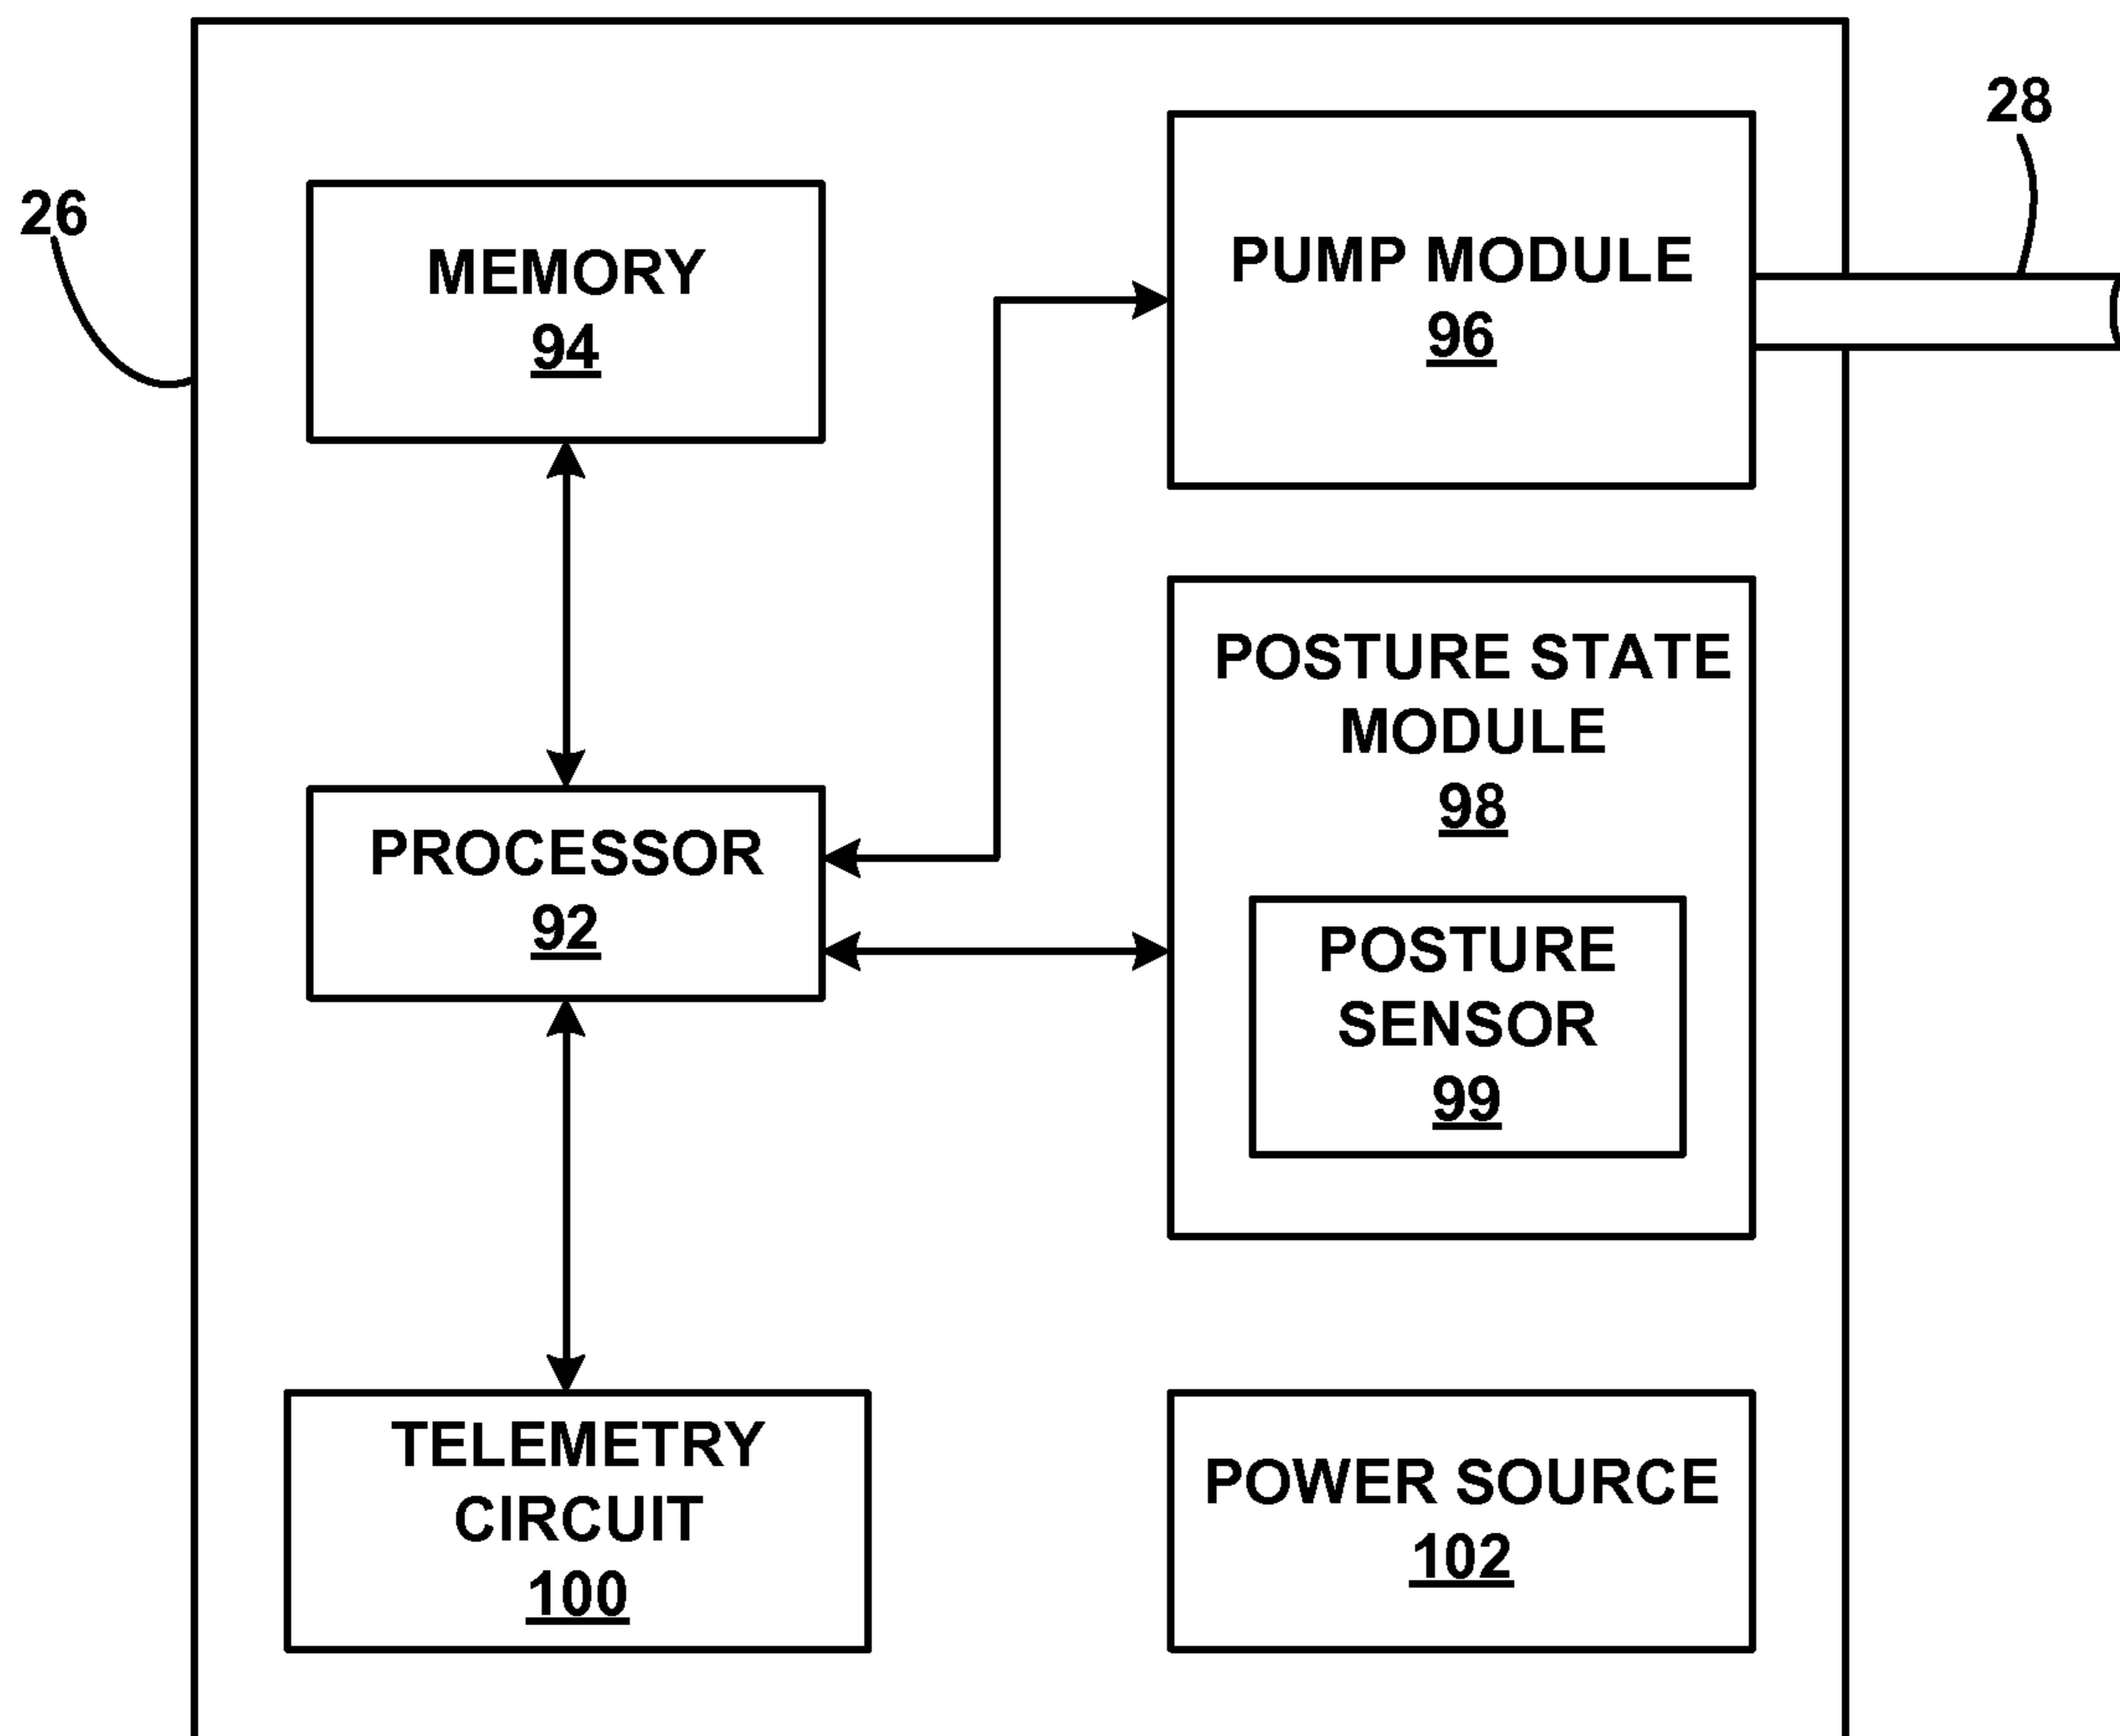 26
28
MEMORY
94
PUMP MODULE
96
POSTURE STATE
MODULE
98
PROCESSOR
92
POSTURE
SENSOR
99
TELEMETRY
CIRCUIT
100
POWER SOURCE
102